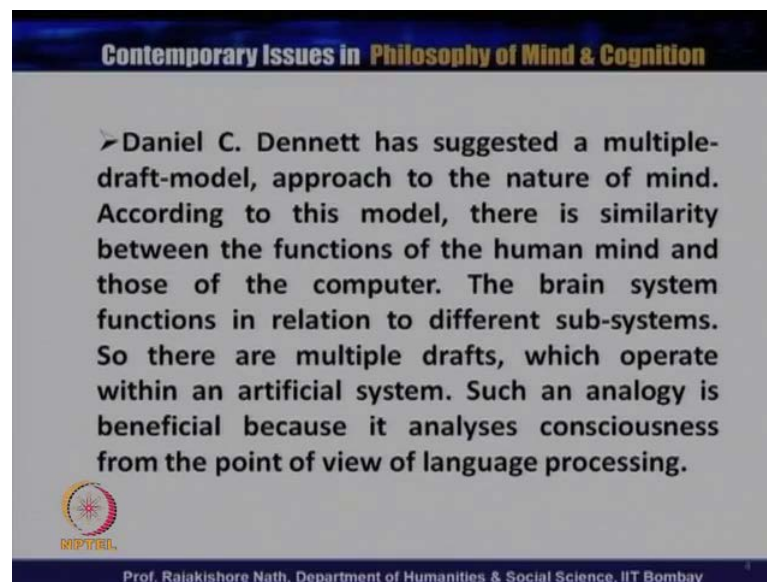 Contemporary Issues in Philosophy of Mind & Cognition
➢Daniel C. Dennett has suggested a multiple-
draft-model, approach to the nature of mind.
According to this model, there is similarity
between the functions of the human mind and
those of the computer. The brain system
functions in relation to different sub-systems.
So there are multiple drafts, which operate
within an artificial system. Such an analogy is
beneficial because it analyses consciousness
from the point of view of language processing.
NPTEL
4
Prof. Rajakishore Nath, Department of Humanities & Social Science, IIT Bombay